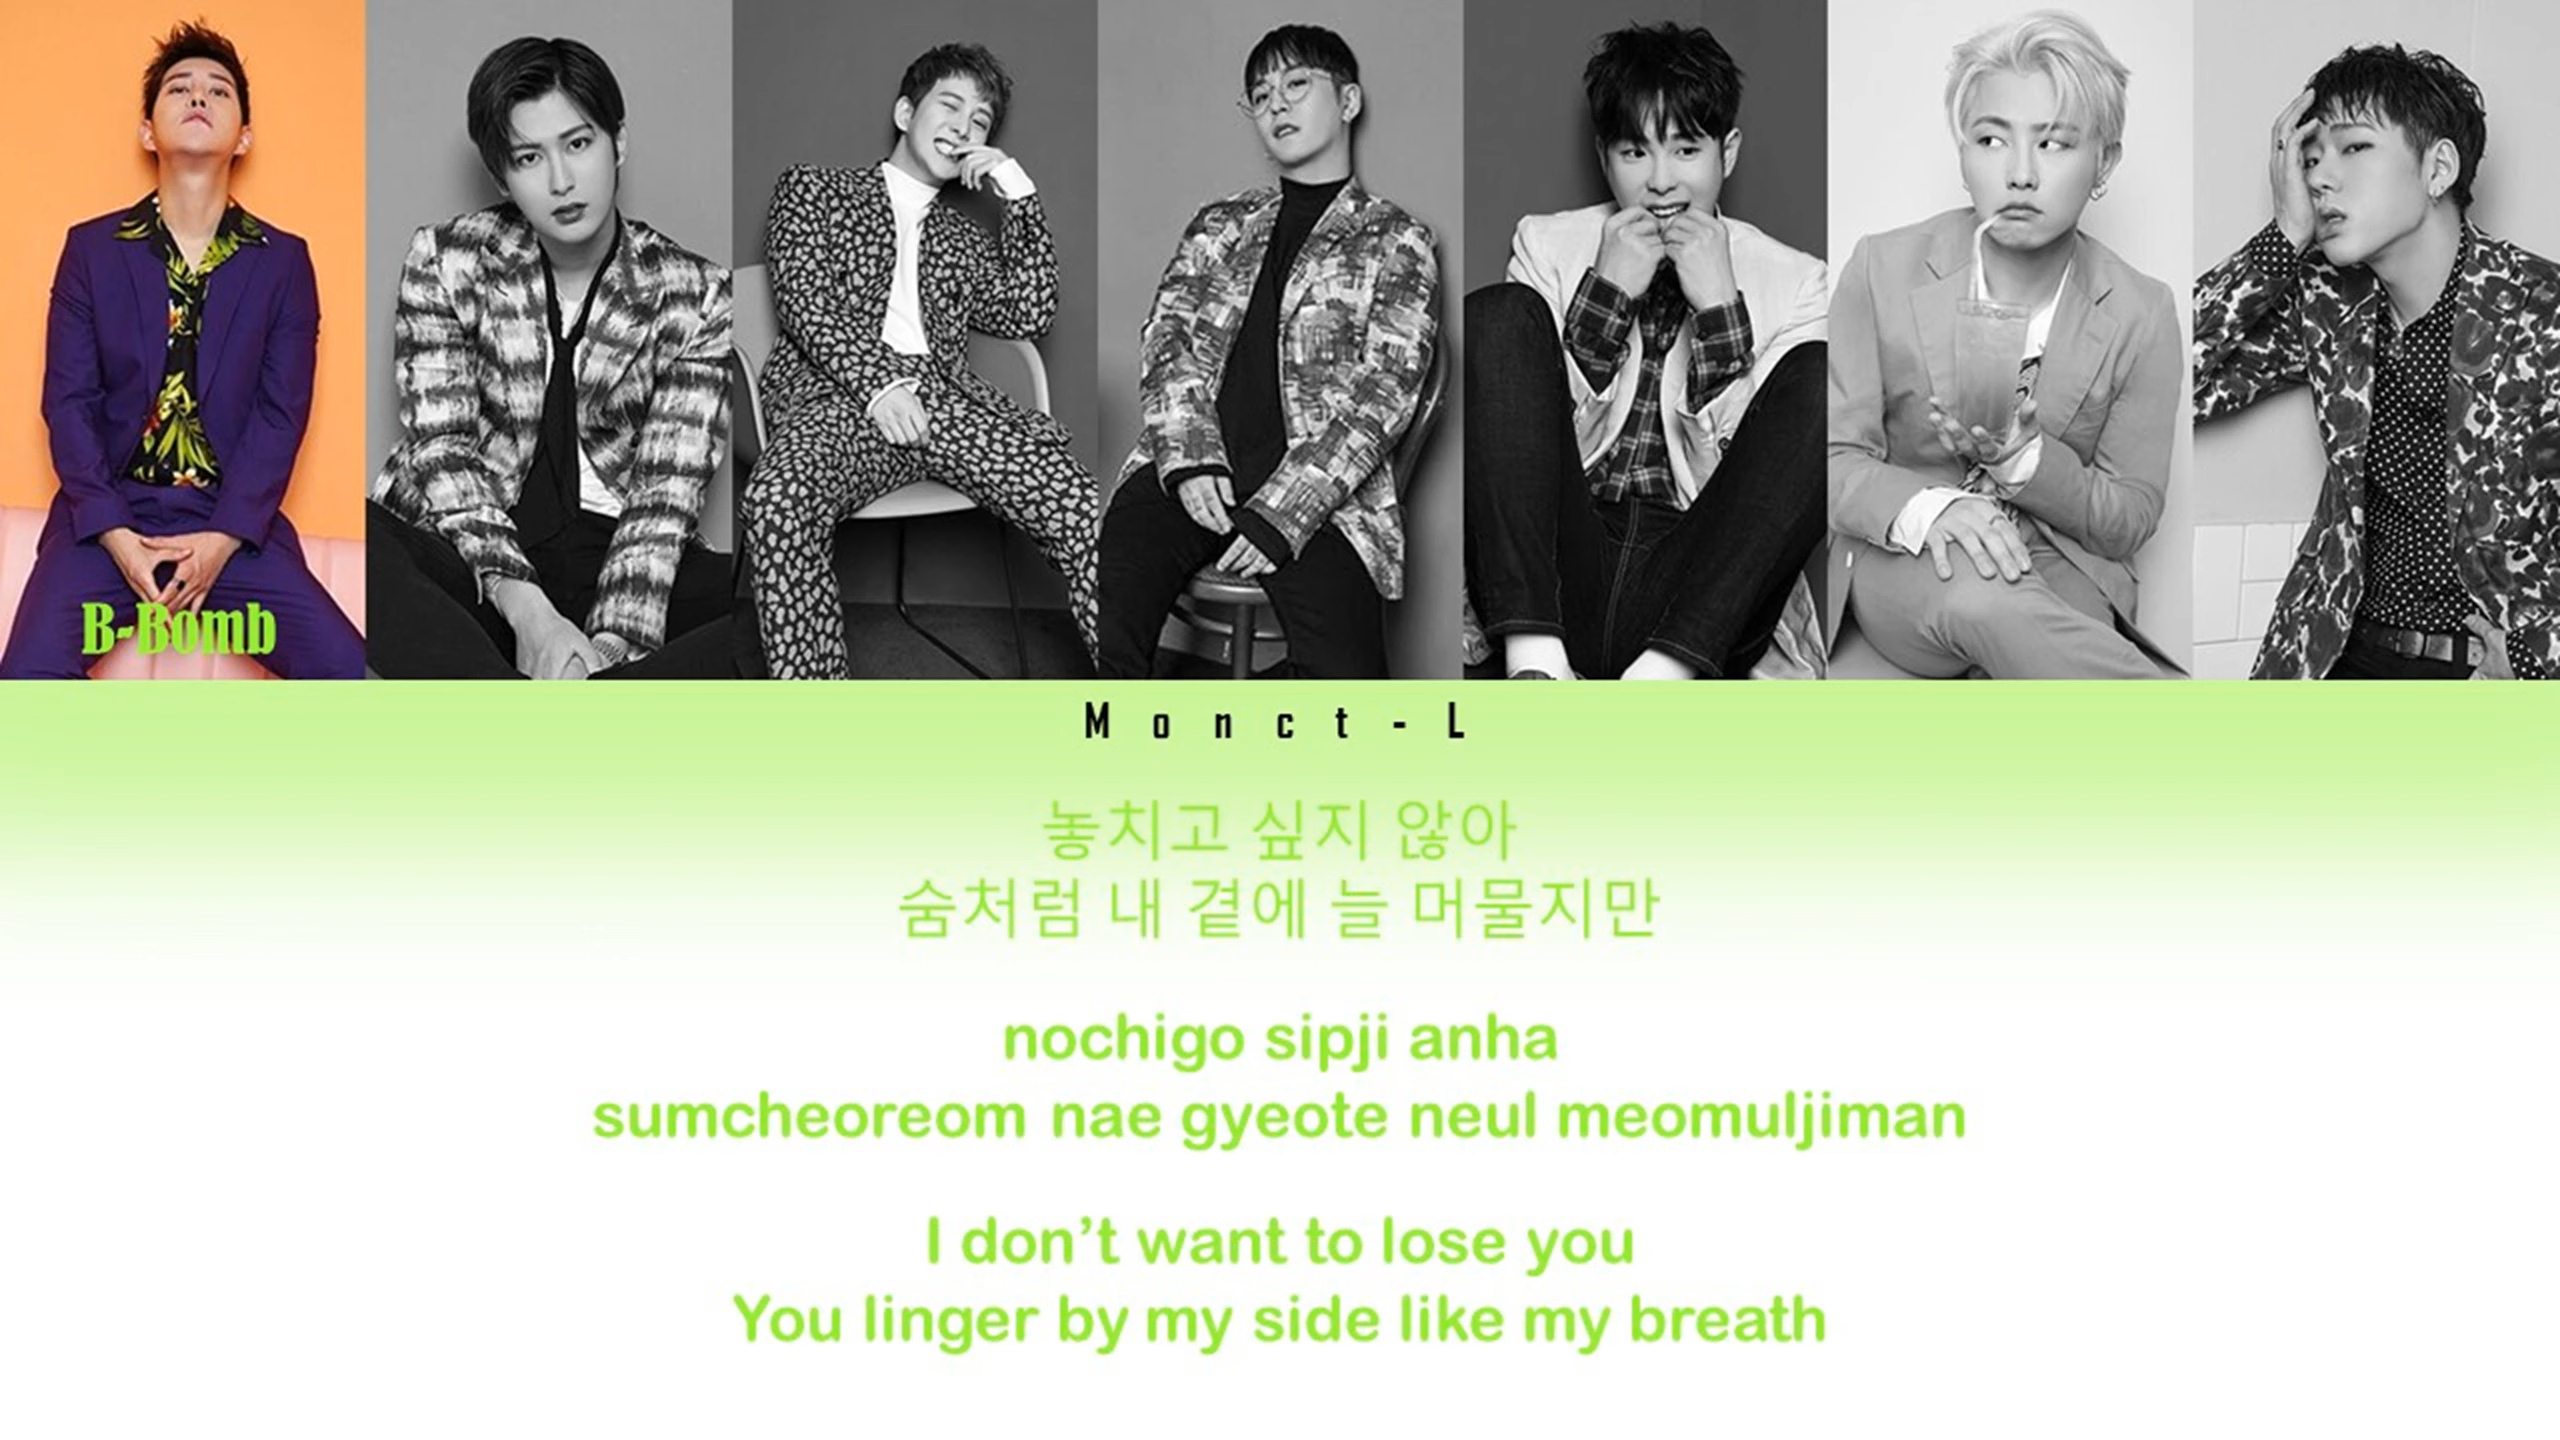 B-Bomb
Monct-L
놓치고 싶지 않아
숨처럼 내 곁에 늘 머물지만
nochigo sipji anha
sumcheoreom nae gyeote neul meomuljiman
I don’t want to lose you
You linger by my side like my breath